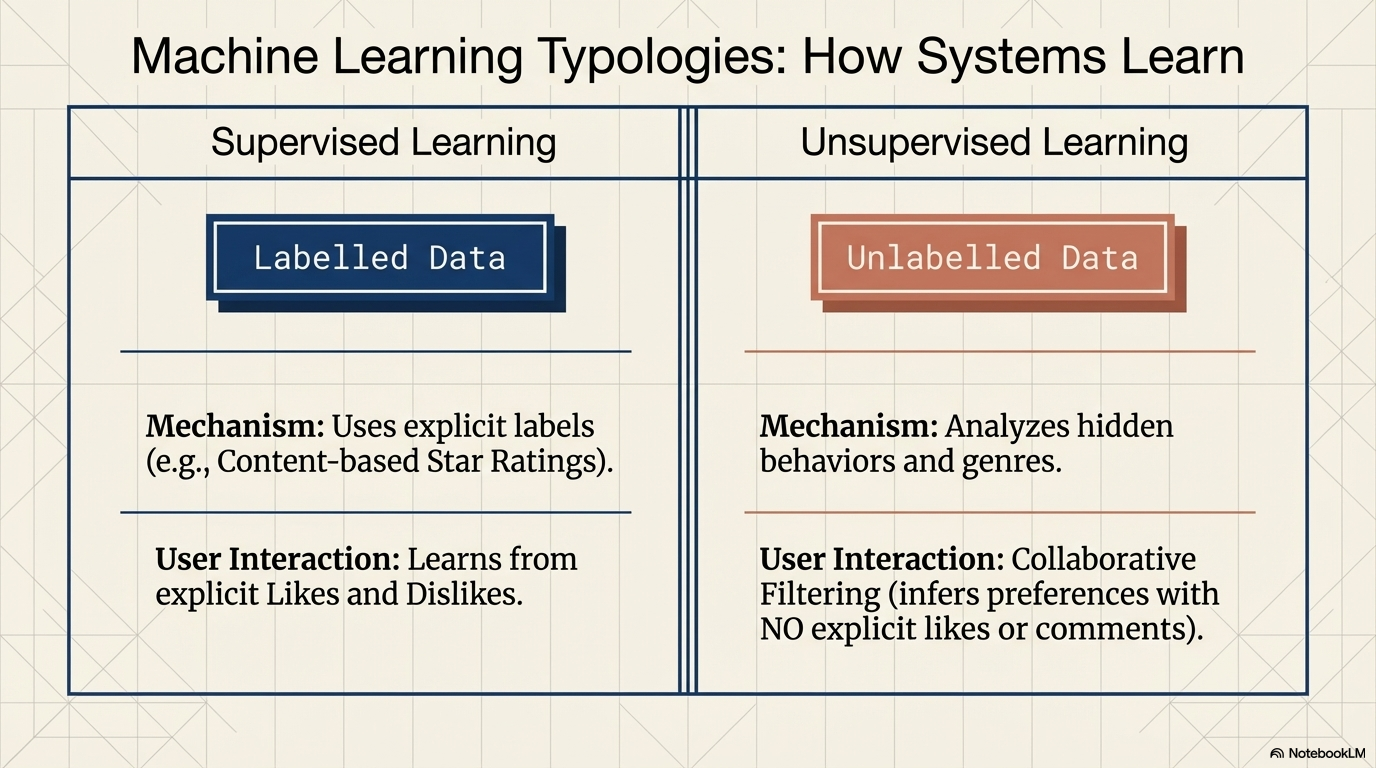 Machine Learning Typologies: How Systems Learn
Supervised Learning
Labelled Data
Mechanism: Uses explicit labels
(e.g., Content-based Star Ratings).
User Interaction: Learns from
explicit Likes and Dislikes.
Unsupervised Learning
Unlabelled Data
Mechanism: Analyzes hidden
behaviors and genres.
User Interaction: Collaborative
Filtering (infers preferences with
NO explicit likes or comments).
NotebookLM